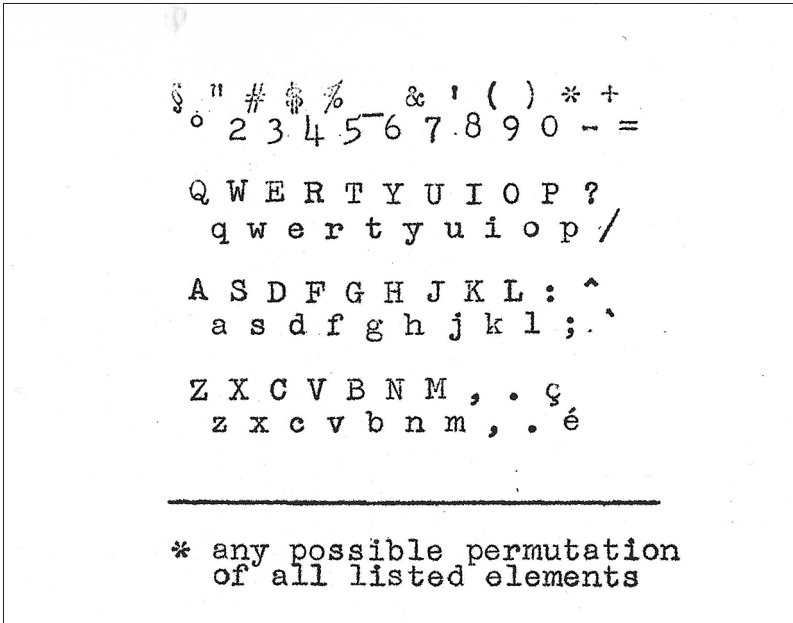 § " # $ % _ & ' ( ) * +
° 2 3 4 5 6 7 8 9 0 - =
Q W E R T Y U I O P ?
q w e r t y u i o p /
A S D F G H J K L : ^
a s d f g h j k l ; `
Z X C V B N M , . ç
z x c v b n m , . é
* any possible permutation
of all listed elements